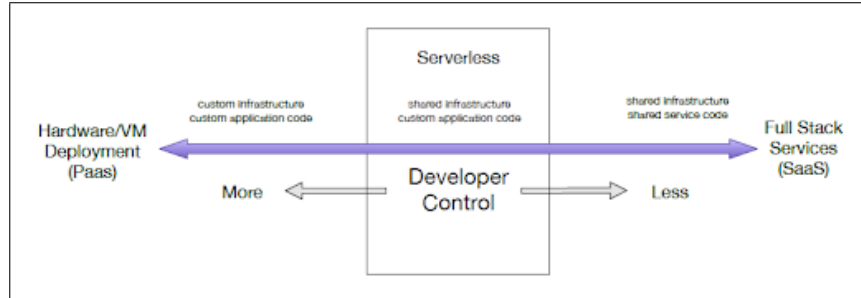 Serverless
custom infrastructure
custom application code
shared infrastructure
custom application code
shared infrastructure
shared service code
Hardware/VM
Deployment
(Paas)
Full Stack
Services
(SaaS)
More
Developer
Control
Less